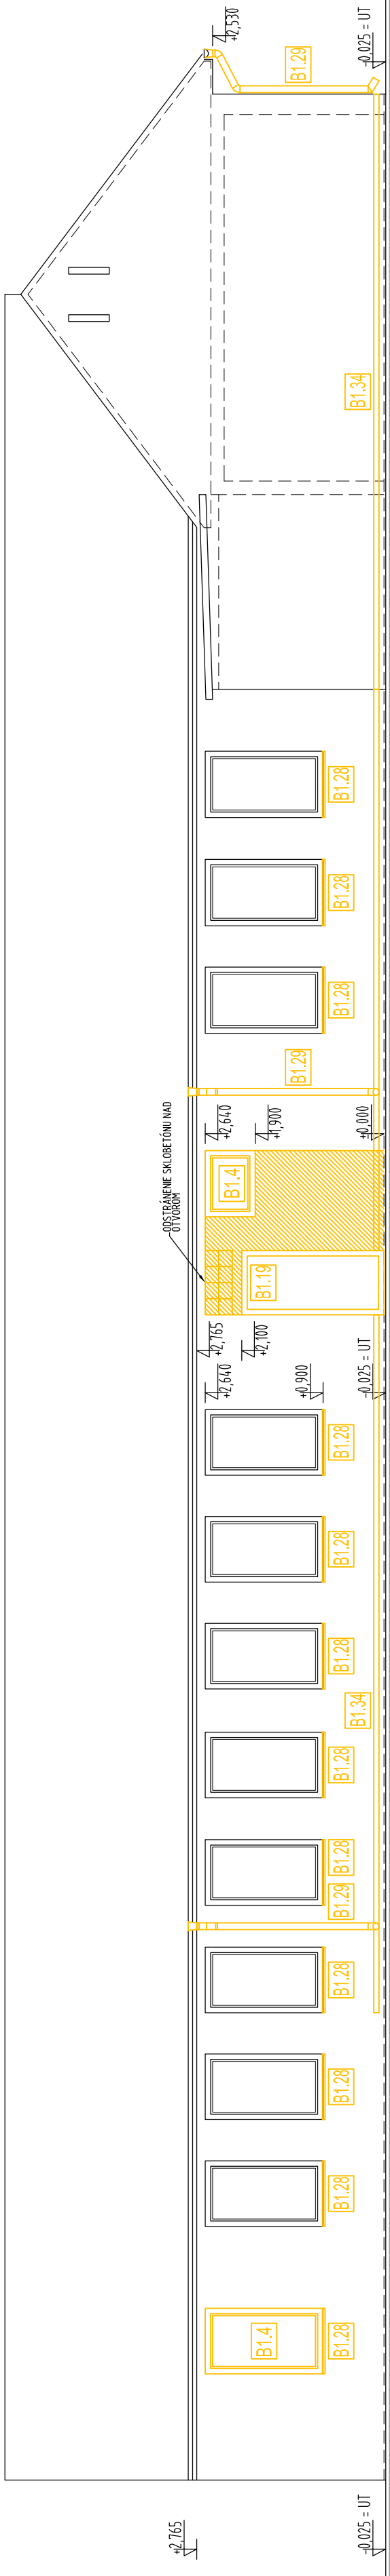 ODSTRÁNENIE SKLOBETÓNU NAD
OTVOROM
+2,765
+2,765
+2,640
+2,640
+2,530
B1.4
B1.4
B1.19
+2,100
+1,900
+0,900
B1.29
B1.29
B1.28
B1.28
B1.28
B1.28
B1.29
B1.28
B1.28
B1.28
B1.28
B1.28
B1.28
B1.28
B1.28
B1.34
B1.34
-0,025 = UT
-0,025 = UT
±0,000
-0,025 = UT